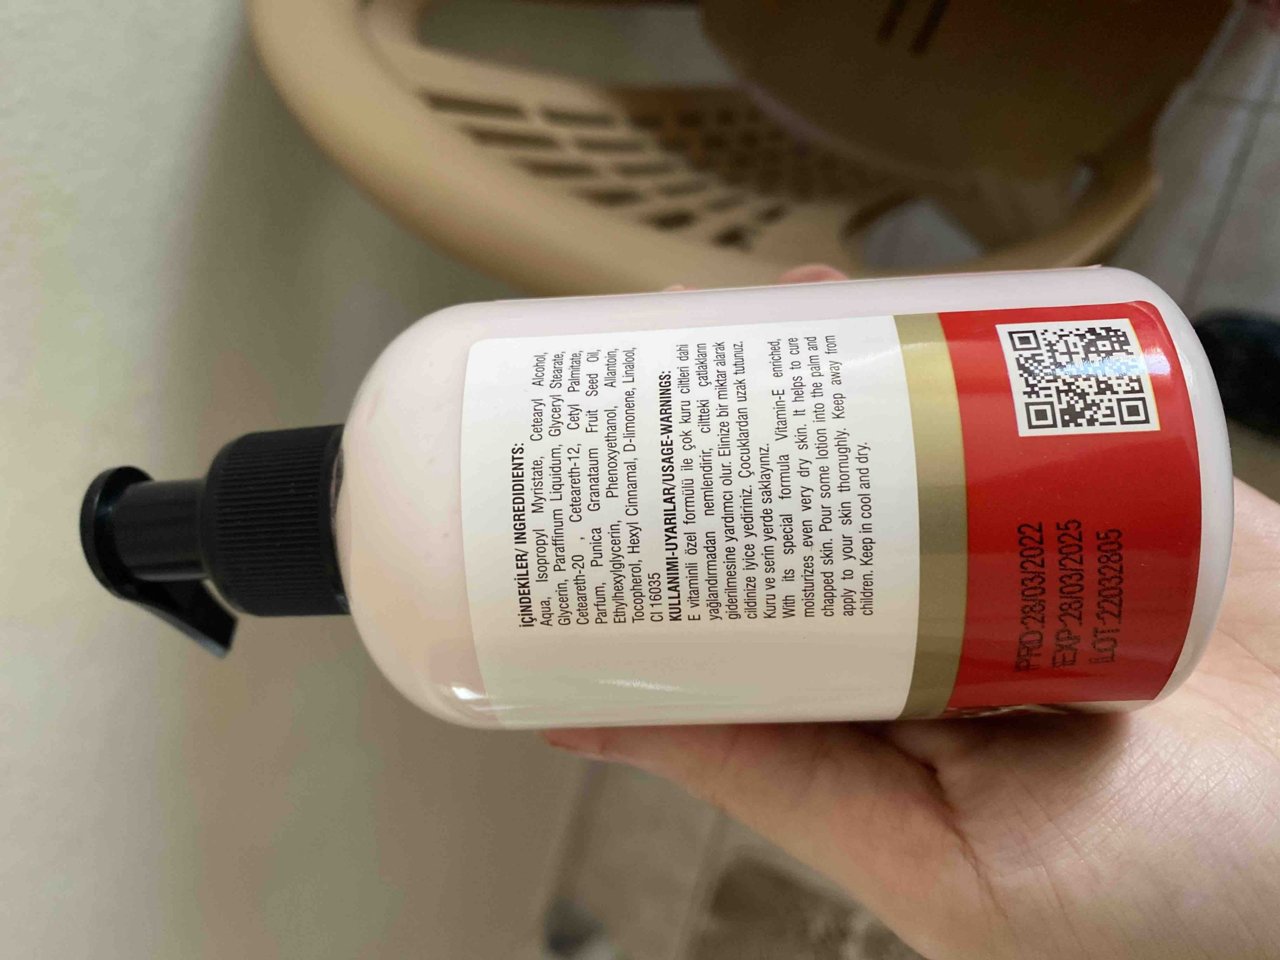 İÇİNDEKİLER/ INGREDIDIENTS:
Aqua, Isopropyl Myristate, Cetearyl Alcohol,
Glycerin, Paraffinum Liquidum, Glyceryl Stearate,
Ceteareth-20 , Ceteareth-12, Cetyl Palmitate,
Parfum, Punica Granataum Fruit Seed Oil,
Ethylhexylglycerin, Phenoxyethanol, Allantoin,
Tocopherol, Hexyl Cinnamal, D-limonene, Linalool,
CI 16035
KULLANIMI-UYARILAR/USAGE-WARNINGS:
E vitaminli özel formülü ile çok kuru ciltleri dahi
yağlandırmadan nemlendirir, ciltteki çatlakların
giderilmesine yardımcı olur. Elinize bir miktar alarak
cildinize iyice yediriniz. Çocuklardan uzak tutunuz.
Kuru ve serin yerde saklayınız.
With its special formula Vitamin-E enriched,
moisturizes even very dry skin. It helps to cure
chapped skin. Pour some lotion into the palm and
apply to your skin thornughly. Keep away from
children. Keep in cool and dry.
PRD:28/03/2022
EXP:28/03/2025
LOT:22032805